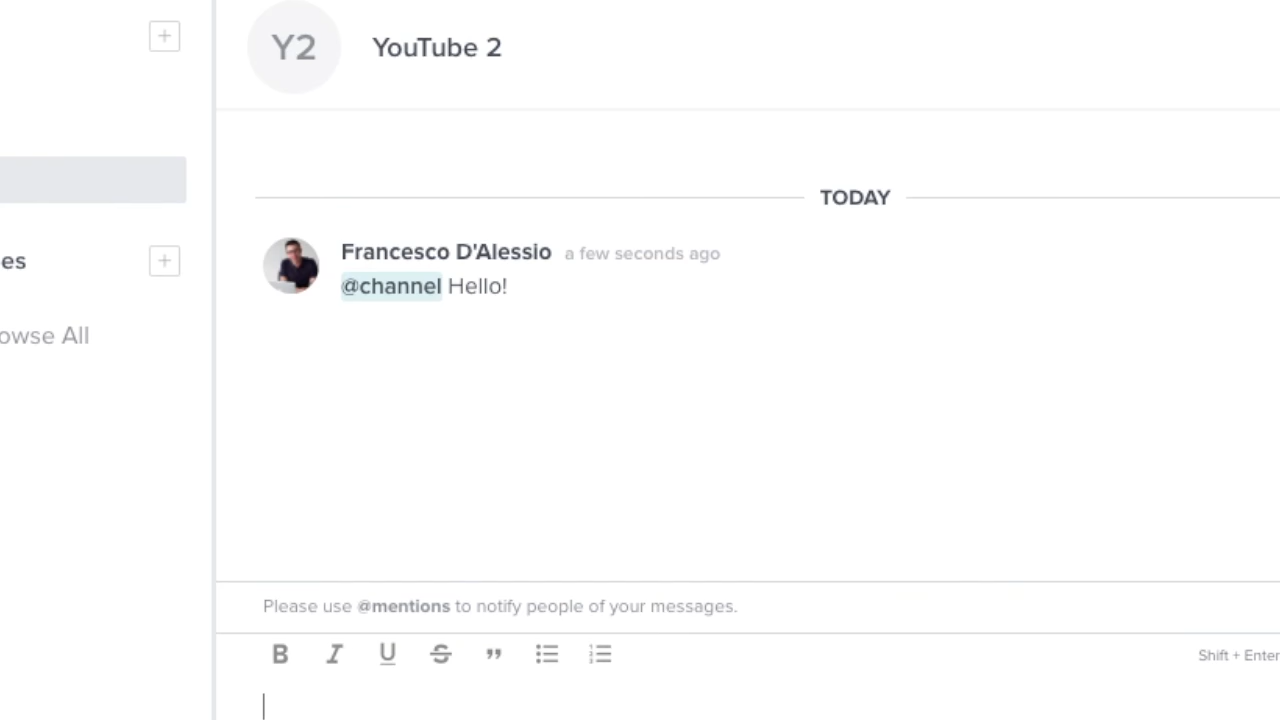 Y2
YouTube 2
TODAY
Francesco D'Alessio a few seconds ago
@channel Hello!
es
owse All
Please use @mentions to notify people of your messages.
B I U S
Shift + Enter